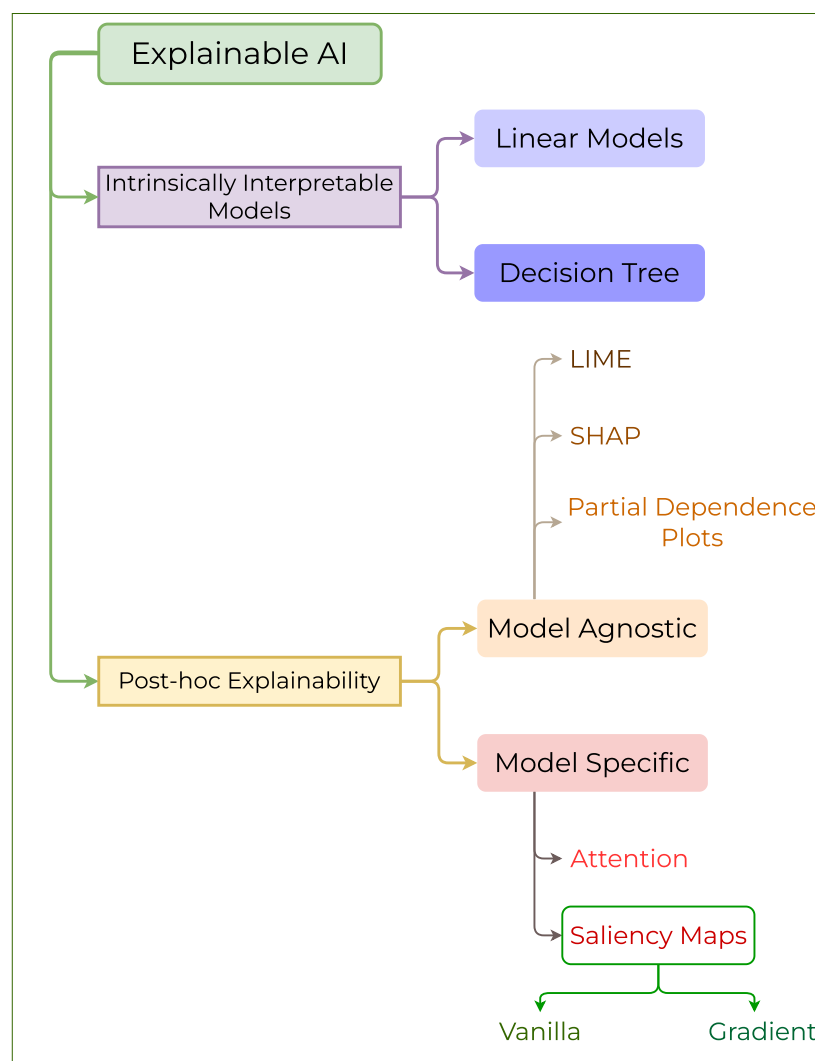 Explainable AI
Linear Models
Intrinsically Interpretable
Models
Decision Tree
LIME
SHAP
Partial Dependence
Plots
Model Agnostic
Post-hoc Explainability
Model Specific
Attention
Saliency Maps
Vanilla
Gradient